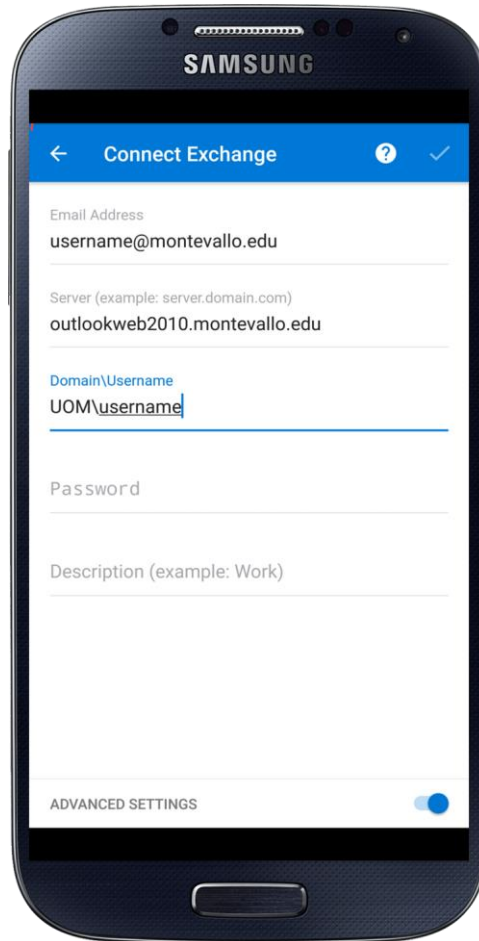 SAMSUNG
Connect Exchange
Email Address
username@montevallo.edu
Server (example: server.domain.com)
outlookweb2010.montevallo.edu
Domain\Username
UOM\username
Password
Description (example: Work)
ADVANCED SETTINGS